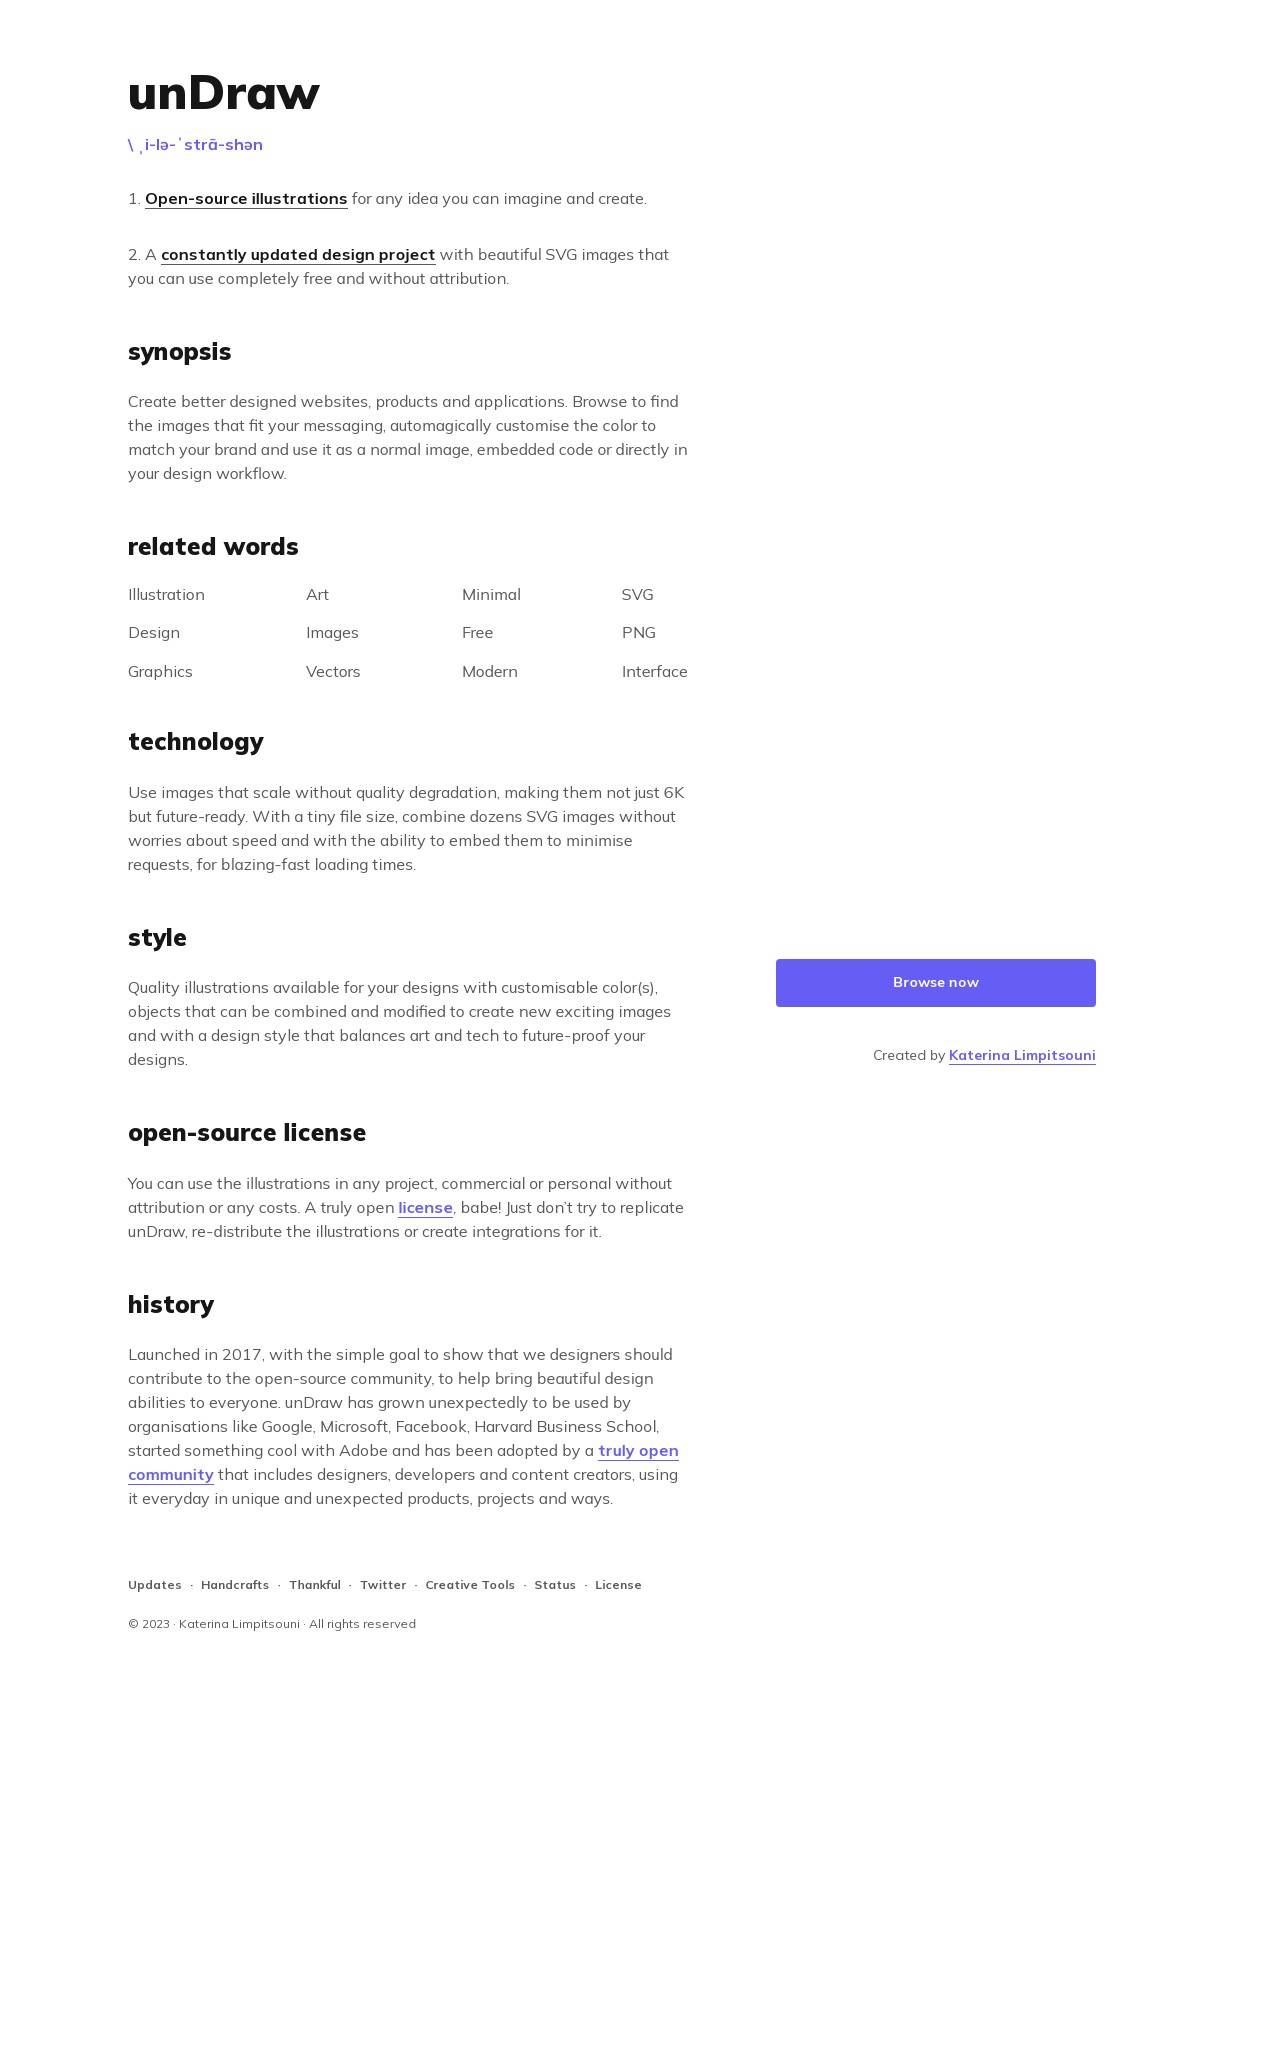 unDraw
\ ˌi-lə-ˈstrā-shən
1. Open-source illustrations for any idea you can imagine and create.
2. A constantly updated design project with beautiful SVG images that
you can use completely free and without attribution.
synopsis
Create better designed websites, products and applications. Browse to find
the images that fit your messaging, automagically customise the color to
match your brand and use it as a normal image, embedded code or directly in
your design workflow.
related words
Illustration Art Minimal SVG
Design Images Free PNG
Graphics Vectors Modern Interface
technology
Use images that scale without quality degradation, making them not just 6K
but future-ready. With a tiny file size, combine dozens SVG images without
worries about speed and with the ability to embed them to minimise
requests, for blazing-fast loading times.
style
Quality illustrations available for your designs with customisable color(s),
objects that can be combined and modified to create new exciting images
and with a design style that balances art and tech to future-proof your
designs.
open-source license
You can use the illustrations in any project, commercial or personal without
attribution or any costs. A truly open license, babe! Just don't try to replicate
unDraw, re-distribute the illustrations or create integrations for it.
history
Launched in 2017, with the simple goal to show that we designers should
contribute to the open-source community, to help bring beautiful design
abilities to everyone. unDraw has grown unexpectedly to be used by
organisations like Google, Microsoft, Facebook, Harvard Business School,
started something cool with Adobe and has been adopted by a truly open
community that includes designers, developers and content creators, using
it everyday in unique and unexpected products, projects and ways.
Updates · Handcrafts · Thankful · Twitter · Creative Tools · Status · License
© 2023 · Katerina Limpitsouni · All rights reserved
Browse now
Created by Katerina Limpitsouni